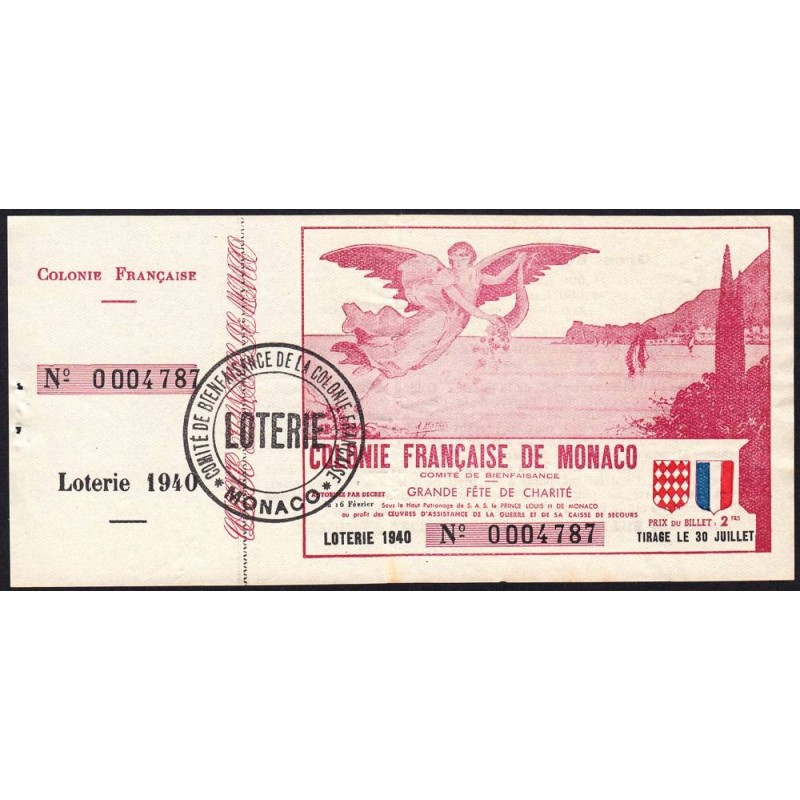 COLONIE FRANÇAISE
Nº 0004787
Loterie 1940
COMITÉ DE BIENFAISANCE DE LA COLONIE FRANÇAISE
LOTERIE
* MONACO *
COLONIE FRANÇAISE DE MONACO
COMITÉ DE BIENFAISANCE
GRANDE FÊTE DE CHARITÉ
AUTORISÉE PAR DÉCRET
16 Février Sous le Haut Patronage de S. A. S. le PRINCE LOUIS II DE MONACO
au profit des ŒUVRES D'ASSISTANCE DE LA GUERRE ET DE SA CAISSE DE SECOURS
LOTERIE 1940 Nº 0004787
PRIX DU BILLET : 2 FRS
TIRAGE LE 30 JUILLET